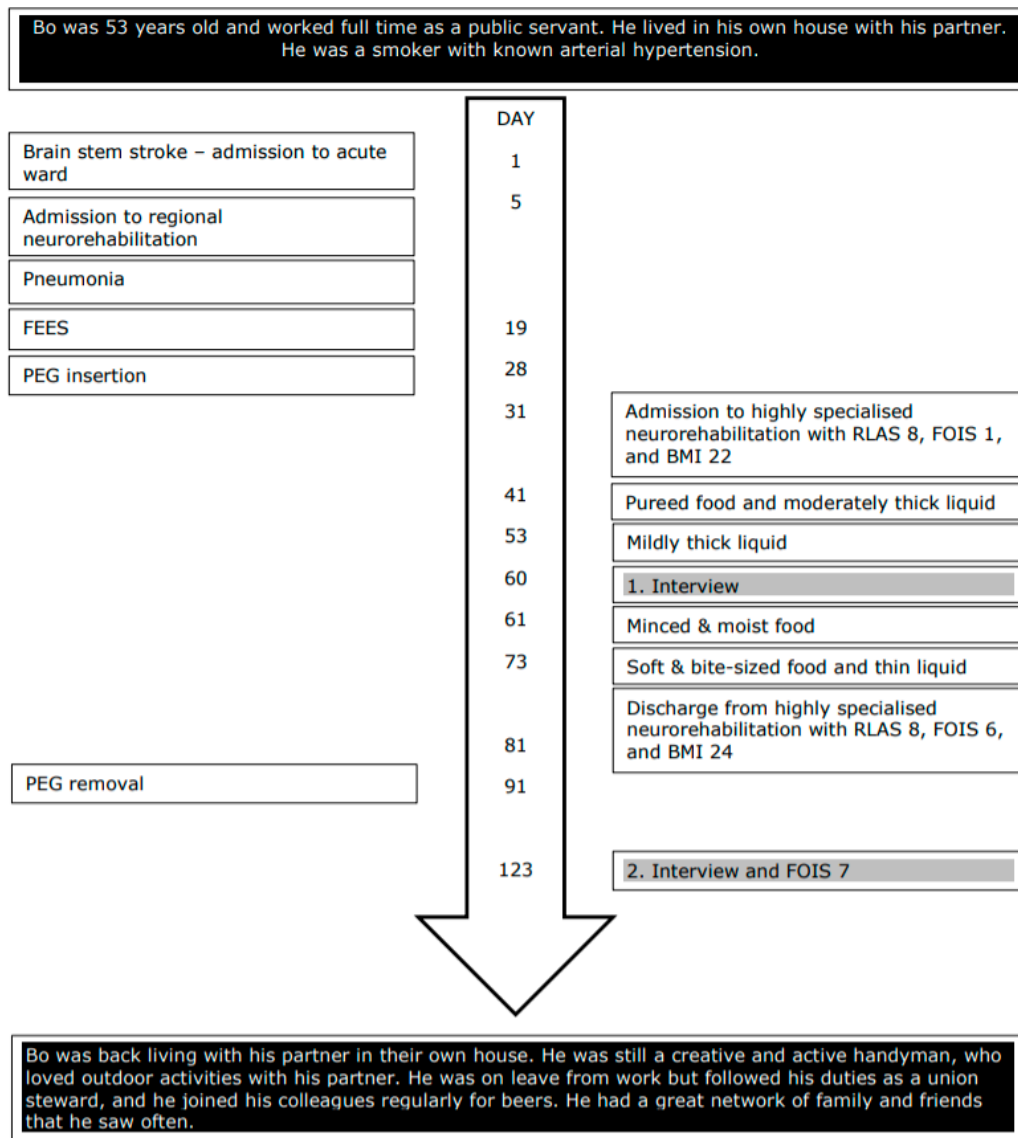 Bo was 53 years old and worked full time as a public servant. He lived in his own house with his partner.
He was a smoker with known arterial hypertension.
DAY
Brain stem stroke – admission to acute
ward
1
5
Admission to regional
neurorehabilitation
Pneumonia
FEES
19
PEG insertion
28
31
Admission to highly specialised
neurorehabilitation with RLAS 8, FOIS 1,
and BMI 22
41
Pureed food and moderately thick liquid
53
Mildly thick liquid
60
1. Interview
61
Minced & moist food
73
Soft & bite-sized food and thin liquid
Discharge from highly specialised
neurorehabilitation with RLAS 8, FOIS 6,
and BMI 24
81
PEG removal
91
123
2. Interview and FOIS 7
Bo was back living with his partner in their own house. He was still a creative and active handyman, who
loved outdoor activities with his partner. He was on leave from work but followed his duties as a union
steward, and he joined his colleagues regularly for beers. He had a great network of family and friends
that he saw often.